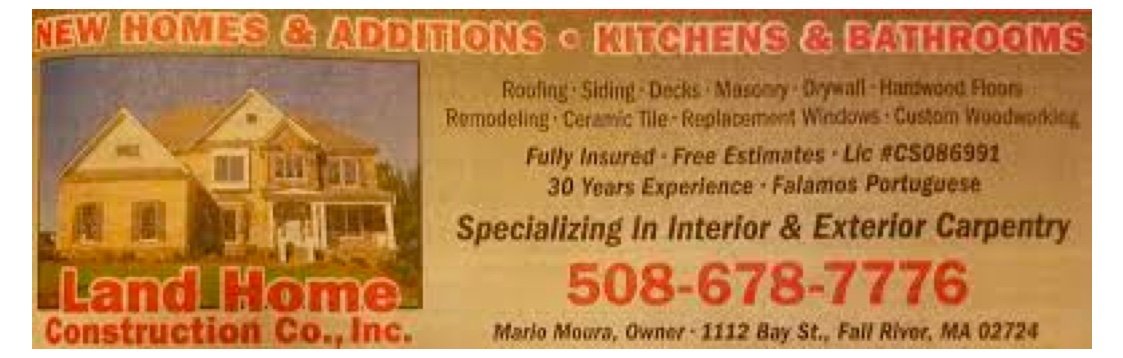 NEW HOMES & ADDITIONS • KITCHENS & BATHROOMS
Roofing · Siding · Decks · Masonry · Drywall · Hardwood Floors
Remodeling · Ceramic Tile · Replacement Windows · Custom Woodworking
Fully Insured · Free Estimates · Lic #CS086991
30 Years Experience · Falamos Portuguese
Specializing In Interior & Exterior Carpentry
508-678-7776
Mario Moura, Owner · 1112 Bay St., Fall River, MA 02724
Land Home
Construction Co., Inc.